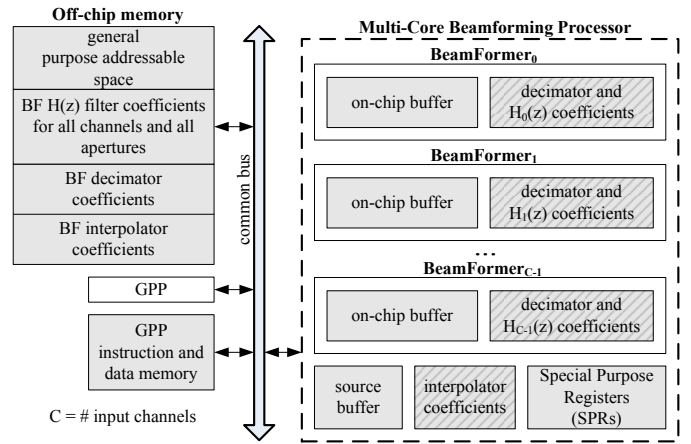 Off-chip memory
general
purpose addressable
space
BF H(z) filter coefficients
for all channels and all
apertures
BF decimator
coefficients
BF interpolator
coefficients
GPP
GPP
instruction and
data memory
C = # input channels
common bus
Multi-Core Beamforming Processor
BeamFormer₀
on-chip buffer
decimator and
H₀(z) coefficients
BeamFormer₁
on-chip buffer
decimator and
H₁(z) coefficients
...
BeamFormer_C-1
on-chip buffer
decimator and
H_C-1(z) coefficients
source
buffer
interpolator
coefficients
Special Purpose
Registers
(SPRs)